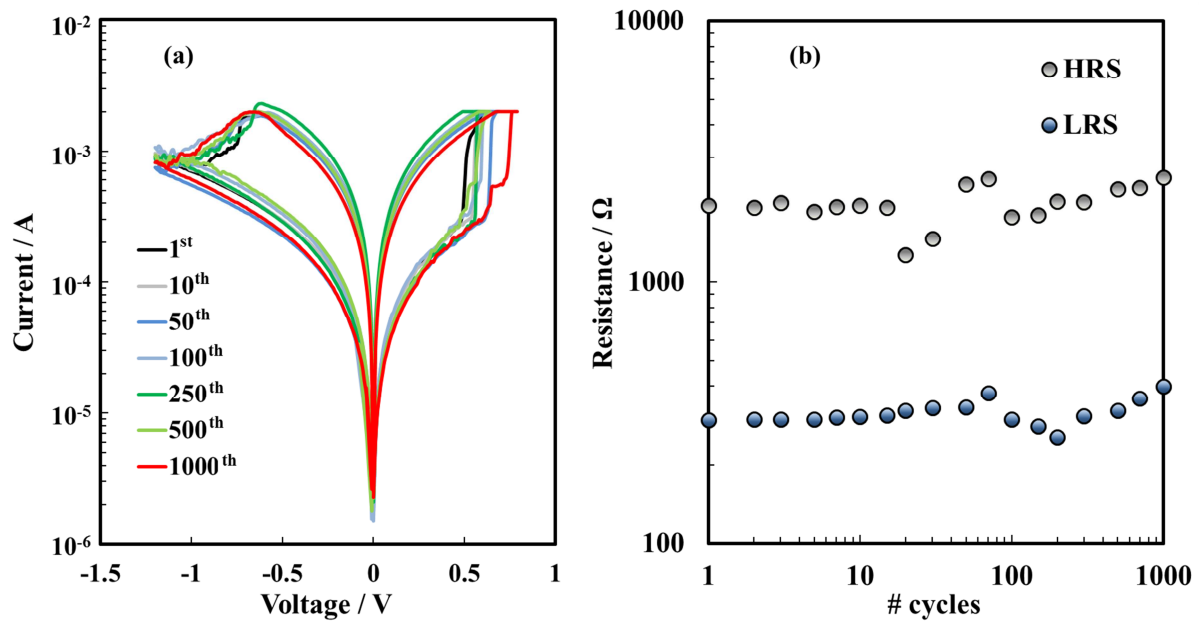 (a)
Current / A
10-2
10-3
10-4
10-5
10-6
1st
10th
50th
100th
250th
500th
1000th
-1.5 -1 -0.5 0 0.5 1
Voltage / V
(b)
Resistance / Ω
10000
1000
100
HRS
LRS
1 10 100 1000
# cycles